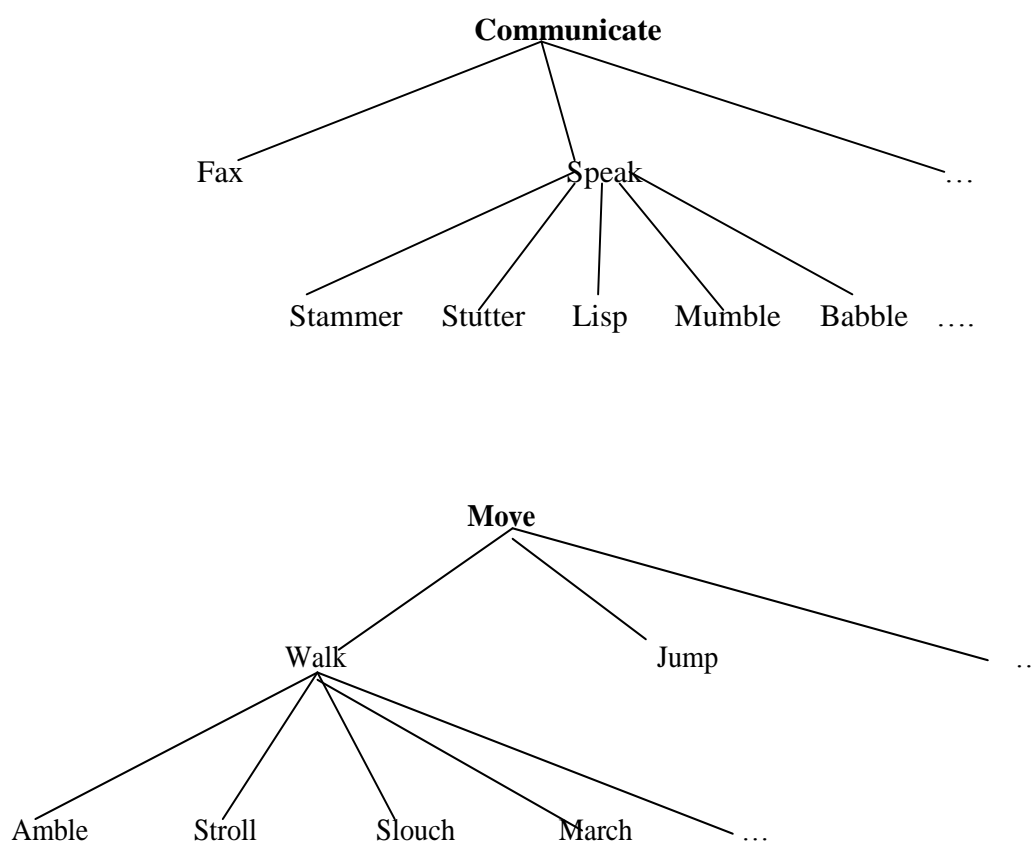 Communicate
Fax Speak …
Stammer Stutter Lisp Mumble Babble ….
Move
Walk Jump …
Amble Stroll Slouch March …